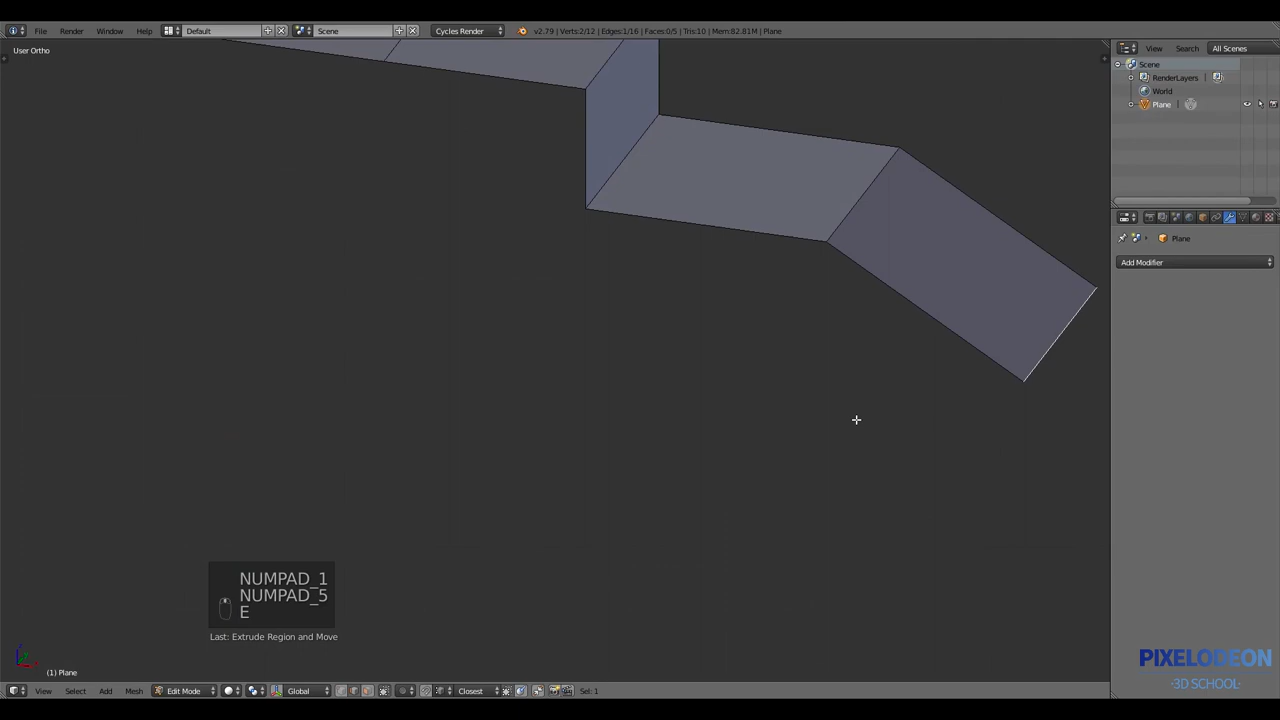 File Render Window Help Default Scene Cycles Render v2.79 | Verts:2/12 | Edges:1/16 | Faces:0/5 | Tris:10 | Mem:82.81M | Plane
User Ortho
View Search All Scenes
Scene
RenderLayers
World
Plane
Plane
Add Modifier
NUMPAD_1
NUMPAD_5
E
Last: Extrude Region and Move
PIXELODEON
·3D SCHOOL·
(1) Plane
View Select Add Mesh Edit Mode Global Closest Sel: 1